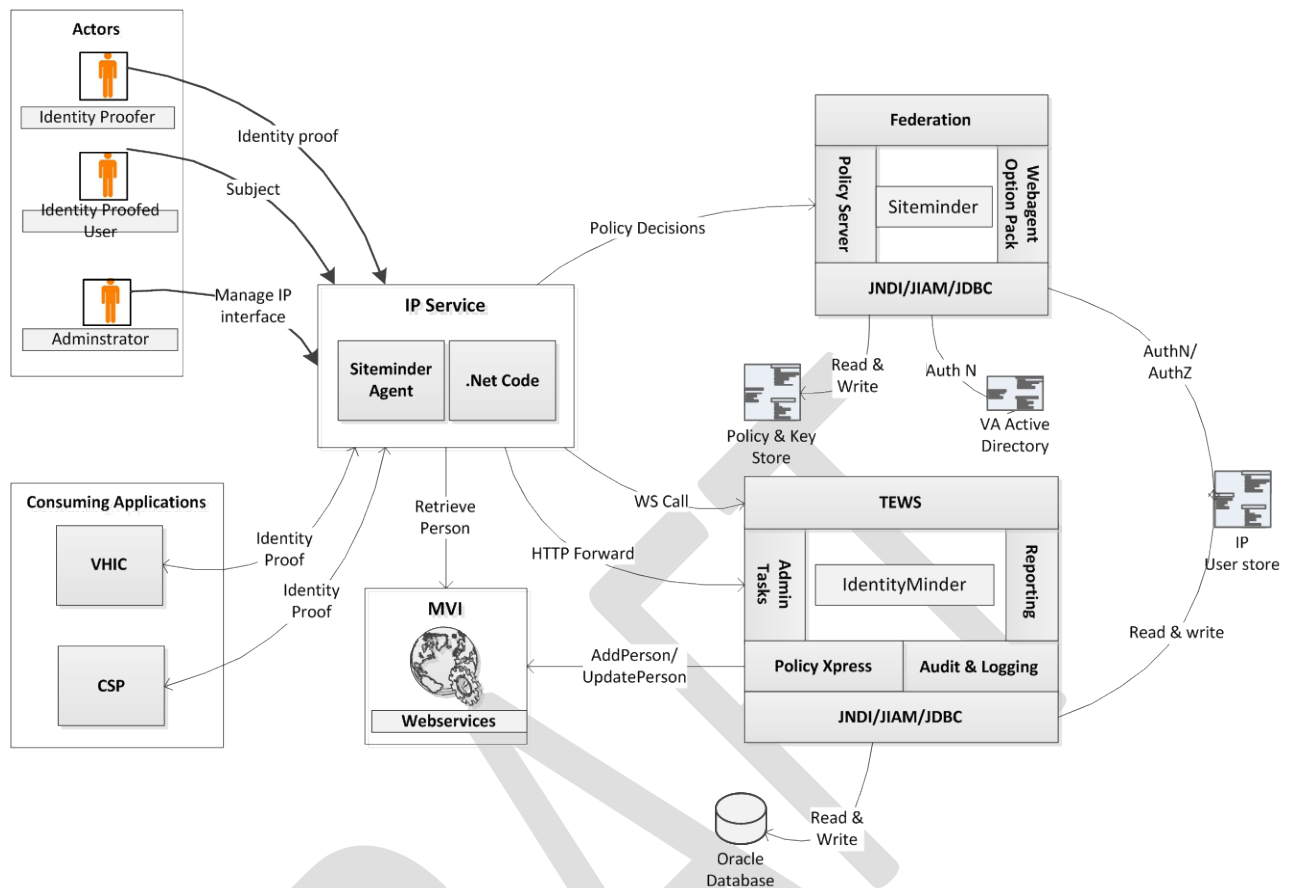 Actors
Identity Proofer
Identity Proofed
User
Adminstrator
Identity proof
Subject
Manage IP
interface
IP Service
Siteminder
Agent
.Net Code
Policy Decisions
Federation
Policy Server
Siteminder
Webagent
Option Pack
JNDI/JIAM/JDBC
Read &
Write
Auth N
AuthN/
AuthZ
Policy & Key
Store
VA Active
Directory
IP
User store
Consuming Applications
VHIC
CSP
Identity
Proof
Identity
Proof
Retrieve
Person
WS Call
HTTP Forward
MVI
Webservices
AddPerson/
UpdatePerson
TEWS
Admin
Tasks
IdentityMinder
Reporting
Policy Xpress
Audit & Logging
JNDI/JIAM/JDBC
Read & write
Read &
Write
Oracle
Database